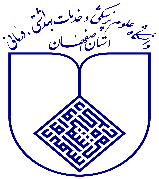 دانشگاه علوم پزشکی و خدمات بهداشتی، درمانی
استان اصفهان